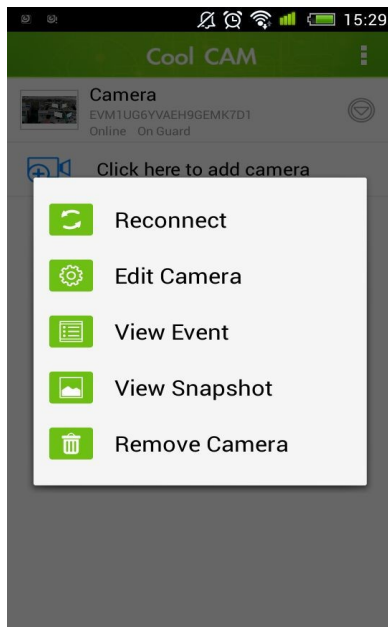 15:29
Cool CAM
Camera
EVM1UG6YVAEH9GEMK7D1
Online On Guard
Click here to add camera
Reconnect
Edit Camera
View Event
View Snapshot
Remove Camera